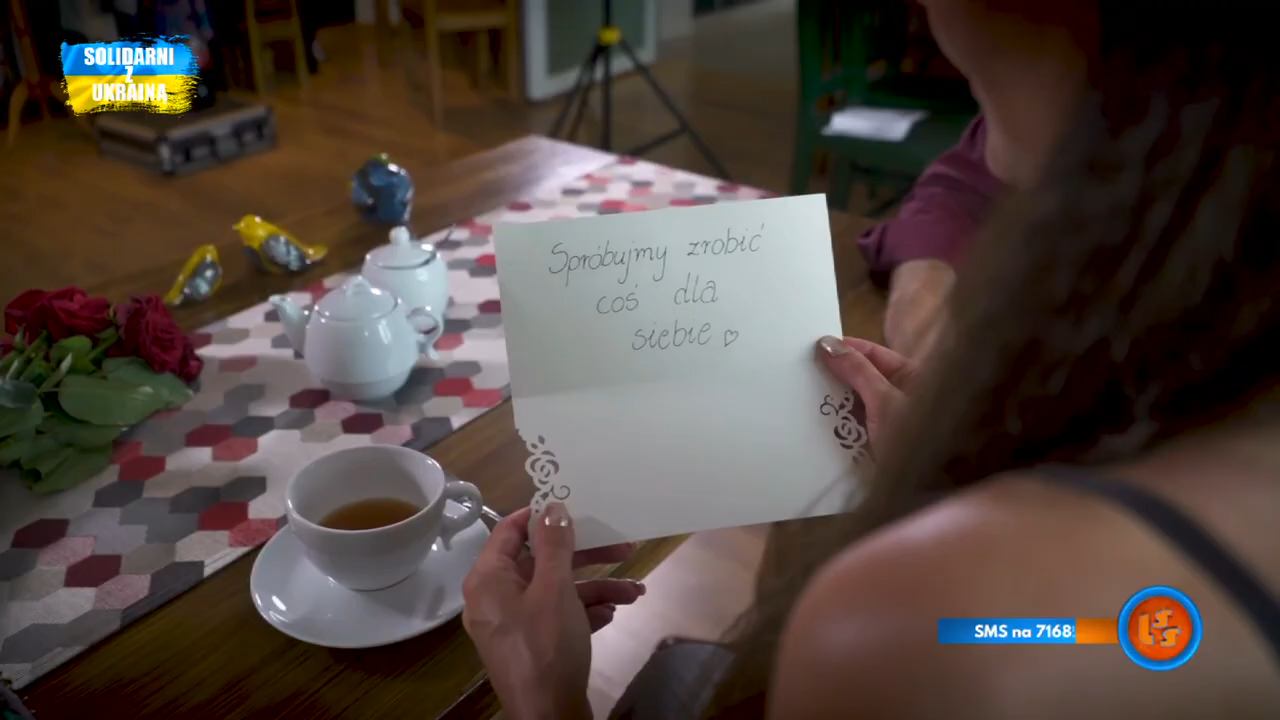 SOLIDARNI
Z
UKRAINĄ
Spróbujmy zrobić
coś dla
siebie ♡
SMS na 7168